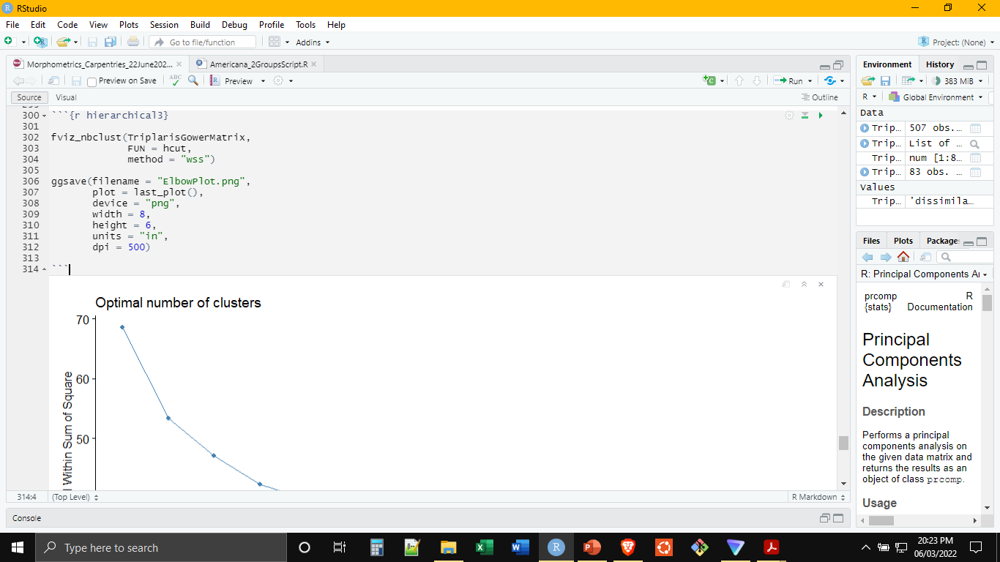 RStudio
File Edit Code View Plots Session Build Debug Profile Tools Help
Go to file/function
Addins
Project: (None)
Morphometrics_Carpentries_22June202...
Americana_2GroupsScript.R
Preview on Save
ABC
Preview
Run
Source Visual
Outline
300 ```{r hierarchical3}
301
302 fviz_nbclust(TriplarisGowerMatrix,
303 FUN = hcut,
304 method = "wss")
305
306 ggsave(filename = "ElbowPlot.png",
307 plot = last_plot(),
308 device = "png",
309 width = 8,
310 height = 6,
311 units = "in",
312 dpi = 500)
313
314 ```
Optimal number of clusters
70
60
50
Within Sum of Square
314:4 (Top Level)
R Markdown
Console
Environment History
383 MiB
R Global Environment
Data
Trip... 507 obs....
Trip... List of ...
Trip... num [1:8...
Trip... 83 obs. ...
Values
Trip... 'dissimila...
Files Plots Package
R: Principal Components A
prcomp R
{stats} Documentation
Principal
Components
Analysis
Description
Performs a principal
components analysis on
the given data matrix and
returns the results as an
object of class prcomp.
Usage
Type here to search
20:23 PM
06/03/2022